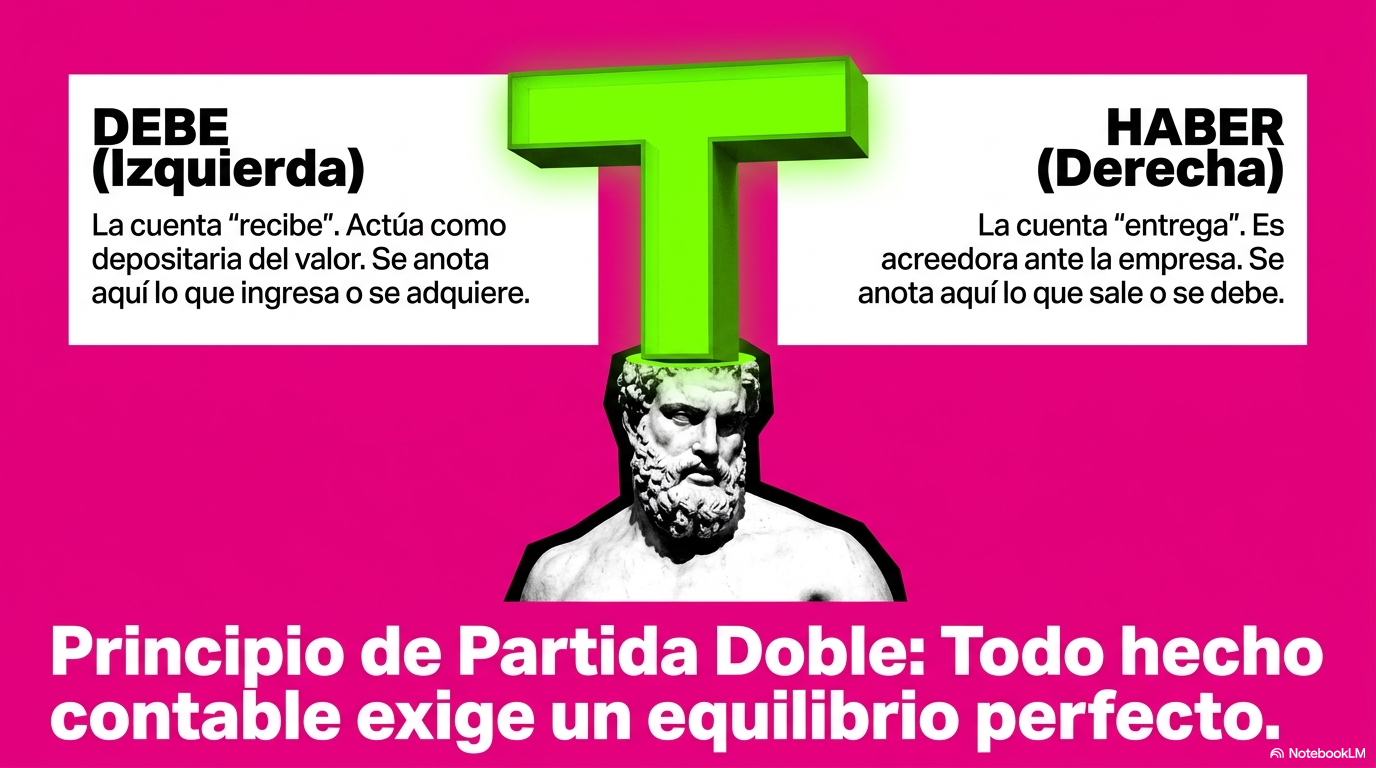 DEBE
(Izquierda)
La cuenta “recibe”. Actúa como
depositaria del valor. Se anota
aquí lo que ingresa o se adquiere.
T
HABER
(Derecha)
La cuenta “entrega”. Es
acreedora ante la empresa. Se
anota aquí lo que sale o se debe.
Principio de Partida Doble: Todo hecho
contable exige un equilibrio perfecto.
NotebookLM